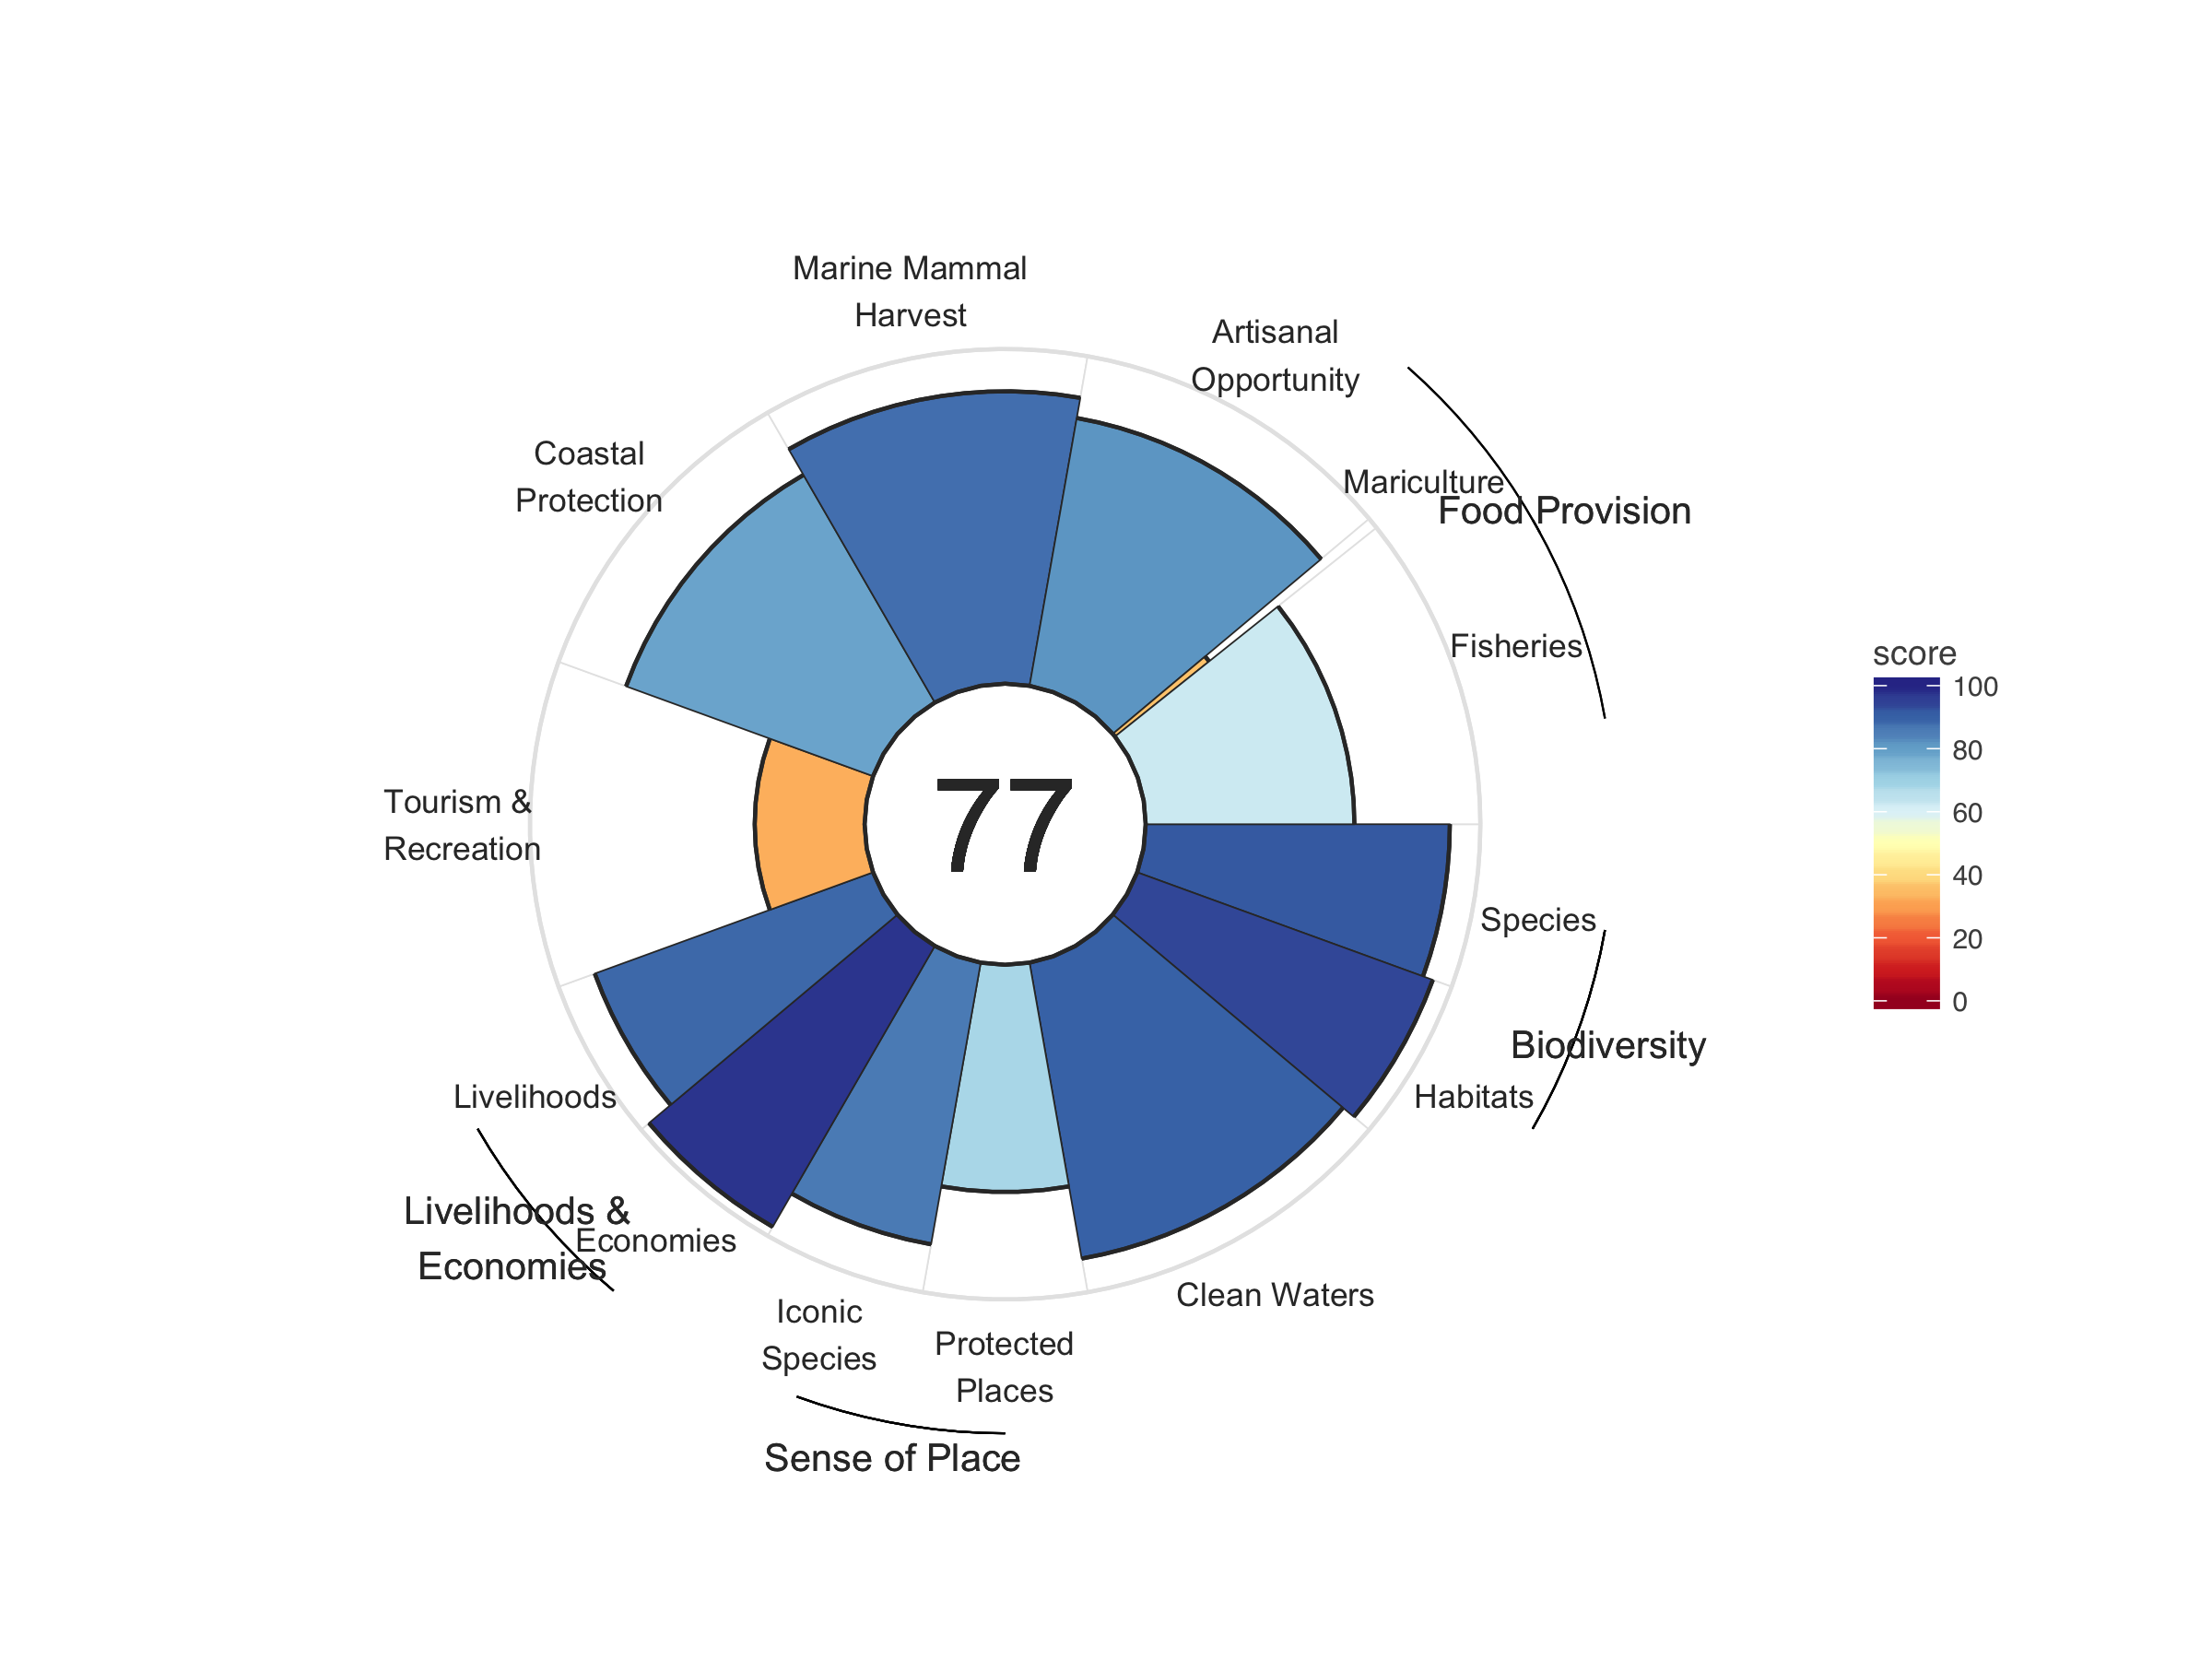 Marine Mammal
Harvest
Artisanal
Opportunity
Coastal
Protection
Mariculture
Food Provision
Fisheries
score
100
80
60
40
20
0
77
Tourism &
Recreation
Species
Biodiversity
Habitats
Livelihoods
Livelihoods &
Economies
Economies
Clean Waters
Iconic
Species
Protected
Places
Sense of Place